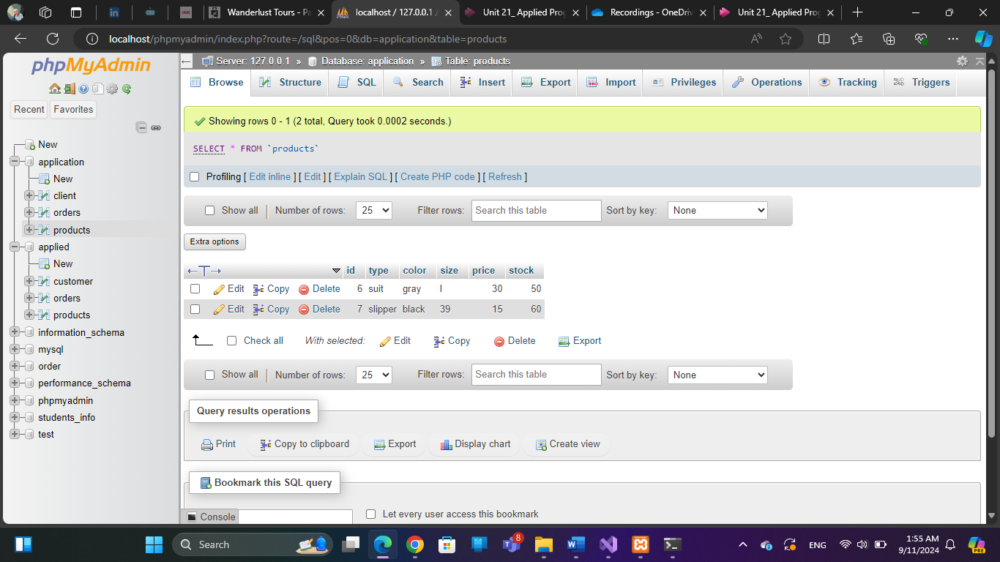 Wanderlust Tours - Pa
localhost / 127.0.0.1 /
Unit 21_ Applied Prog
Recordings - OneDriv
Unit 21_ Applied Prog
localhost/phpmyadmin/index.php?route=/sql&pos=0&db=application&table=products
phpMyAdmin
Recent Favorites
New
application
New
client
orders
products
applied
New
customer
orders
products
information_schema
mysql
order
performance_schema
phpmyadmin
students_info
test
Server: 127.0.0.1 » Database: application » Table: products
Browse Structure SQL Search Insert Export Import Privileges Operations Tracking Triggers
Showing rows 0 - 1 (2 total, Query took 0.0002 seconds.)
SELECT * FROM `products`
Profiling [ Edit inline ] [ Edit ] [ Explain SQL ] [ Create PHP code ] [ Refresh ]
Show all Number of rows: 25 Filter rows: Search this table Sort by key: None
Extra options
←T→ id type color size price stock
Edit Copy Delete 6 suit gray l 30 50
Edit Copy Delete 7 slipper black 39 15 60
Check all With selected: Edit Copy Delete Export
Show all Number of rows: 25 Filter rows: Search this table Sort by key: None
Query results operations
Print Copy to clipboard Export Display chart Create view
Bookmark this SQL query
Console Let every user access this bookmark
Search 8 ENG 1:55 AM
9/11/2024
PRE